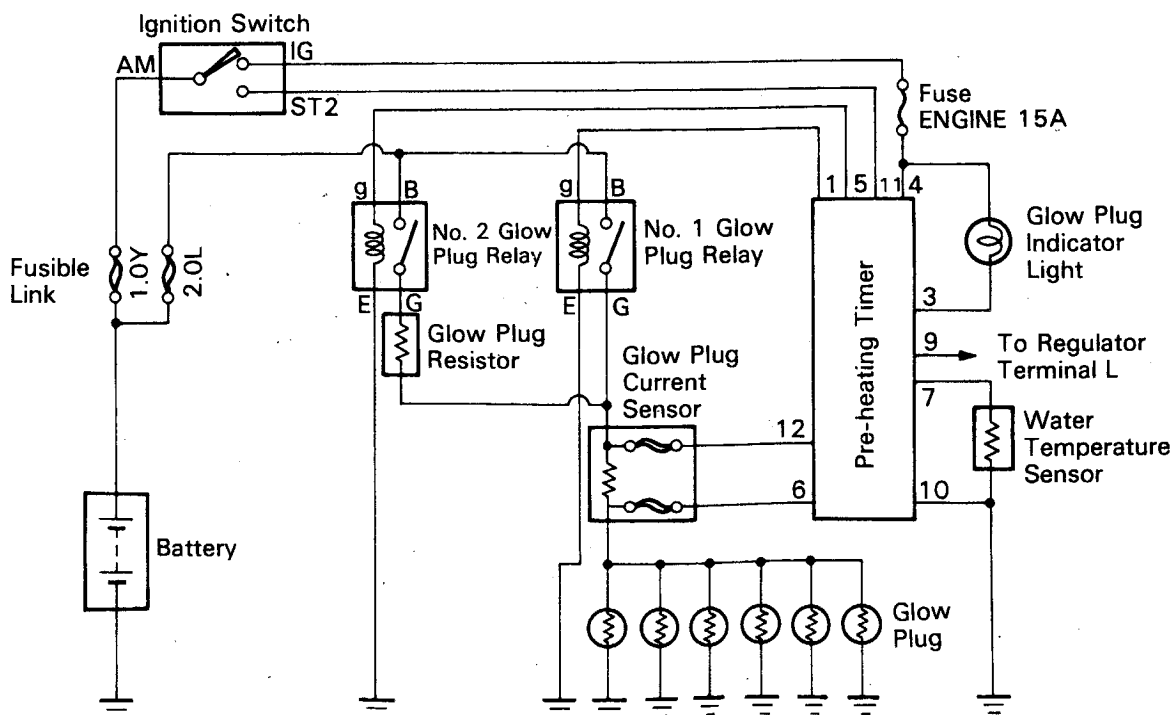 Ignition Switch
AM
IG
ST2
Fuse
ENGINE 15A
g
B
g
B
1
5
11
4
No. 2 Glow
Plug Relay
No. 1 Glow
Plug Relay
Glow Plug
Indicator
Light
Fusible
Link
1.0Y
2.0L
E
G
E
G
3
Glow Plug
Resistor
Glow Plug
Current
Sensor
Pre-heating Timer
9
To Regulator
Terminal L
7
12
Water
Temperature
Sensor
6
10
Battery
Glow
Plug